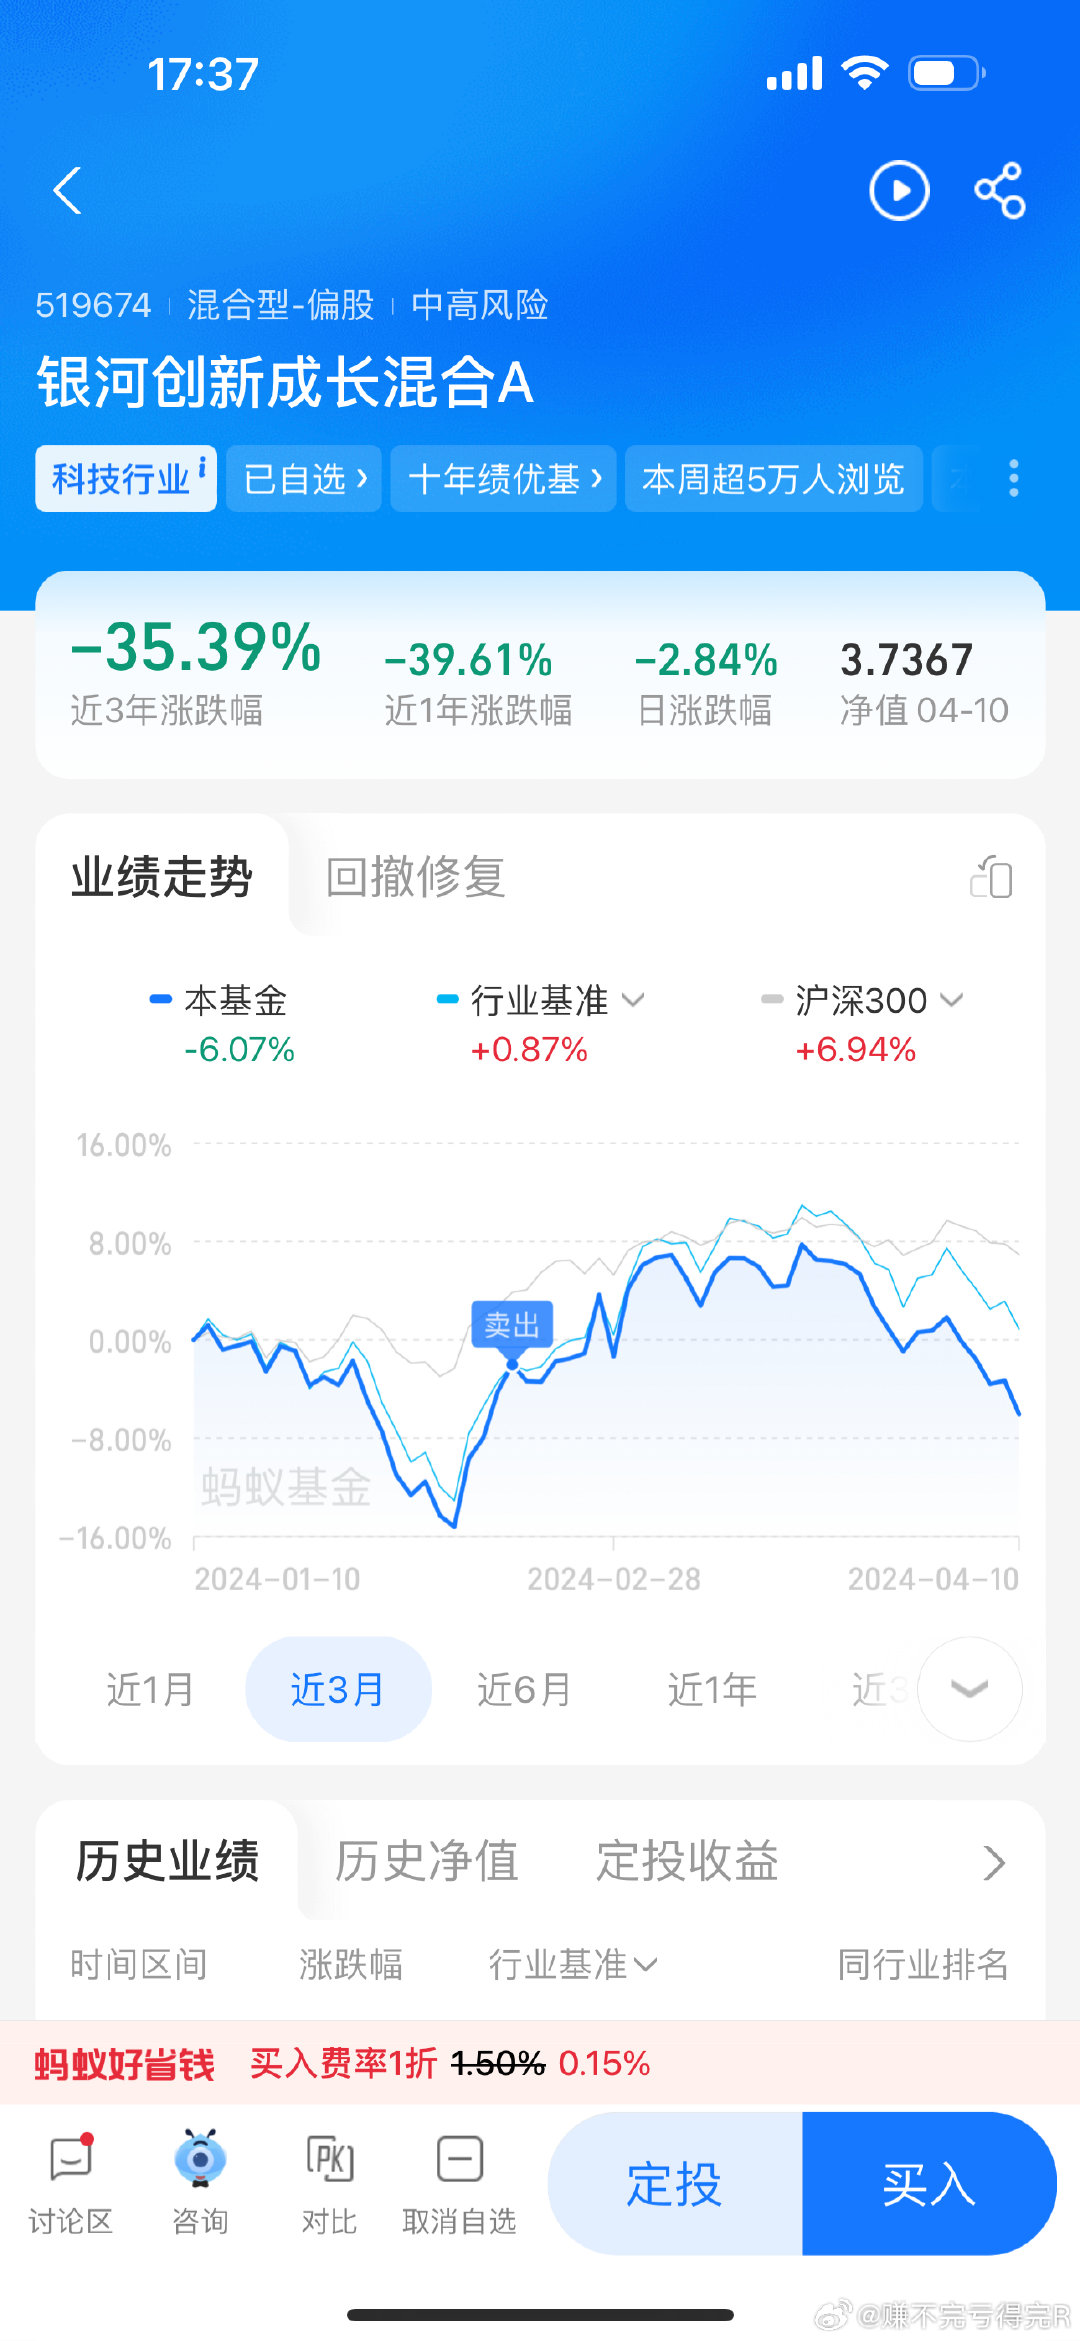 17:37
519674 | 混合型-偏股 | 中高风险
银河创新成长混合A
科技行业 i 已自选 › 十年绩优基 › 本周超5万人浏览
-35.39% -39.61% -2.84% 3.7367
近3年涨跌幅 近1年涨跌幅 日涨跌幅 净值 04-10
业绩走势 回撤修复
本基金 行业基准 沪深300
-6.07% +0.87% +6.94%
16.00%
8.00%
卖出
0.00%
-8.00%
蚂蚁基金
-16.00%
2024-01-10 2024-02-28 2024-04-10
近1月 近3月 近6月 近1年 近3
历史业绩 历史净值 定投收益
时间区间 涨跌幅 行业基准 同行业排名
蚂蚁好省钱 买入费率1折 1.50% 0.15%
PK
定投 买入
讨论区 咨询 对比 取消自选
@赚不完亏得完R